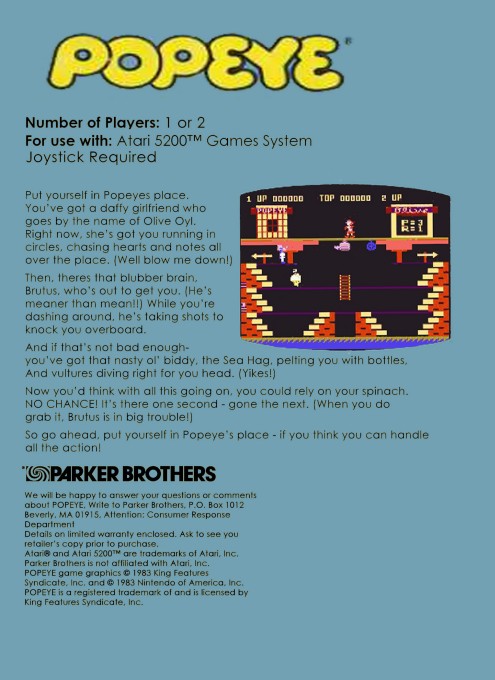 POPEYE®
Number of Players: 1 or 2
For use with: Atari 5200™ Games System
Joystick Required
Put yourself in Popeyes place.
You've got a daffy girlfriend who
goes by the name of Olive Oyl.
Right now, she's got you running in
circles, chasing hearts and notes all
over the place. (Well blow me down!)
Then, theres that blubber brain,
Brutus, who's out to get you. (He's
meaner than mean!!) While you're
dashing around, he's taking shots to
knock you overboard.
1 UP 000000 TOP 000000 2 UP
POPEYE
OLIVE
And if that's not bad enough-
you've got that nasty ol' biddy, the Sea Hag, pelting you with bottles.
And vultures diving right for you head. (Yikes!)
Now you'd think with all this going on, you could rely on your spinach.
NO CHANCE! It's there one second - gone the next. (When you do
grab it, Brutus is in big trouble!)
So go ahead, put yourself in Popeye's place - if you think you can handle
all the action!
PARKER BROTHERS
We will be happy to answer your questions or comments
about POPEYE, Write to Parker Brothers, P.O. Box 1012
Beverly, MA 01915, Attention: Consumer Response
Department
Details on limited warranty enclosed. Ask to see you
retailer's copy prior to purchase.
Atari® and Atari 5200™ are trademarks of Atari, Inc.
Parker Brothers is not affiliated with Atari, Inc.
POPEYE game graphics © 1983 King Features
Syndicate, Inc. and © 1983 Nintendo of America, Inc.
POPEYE is a registered trademark of and is licensed by
King Features Syndicate, Inc.